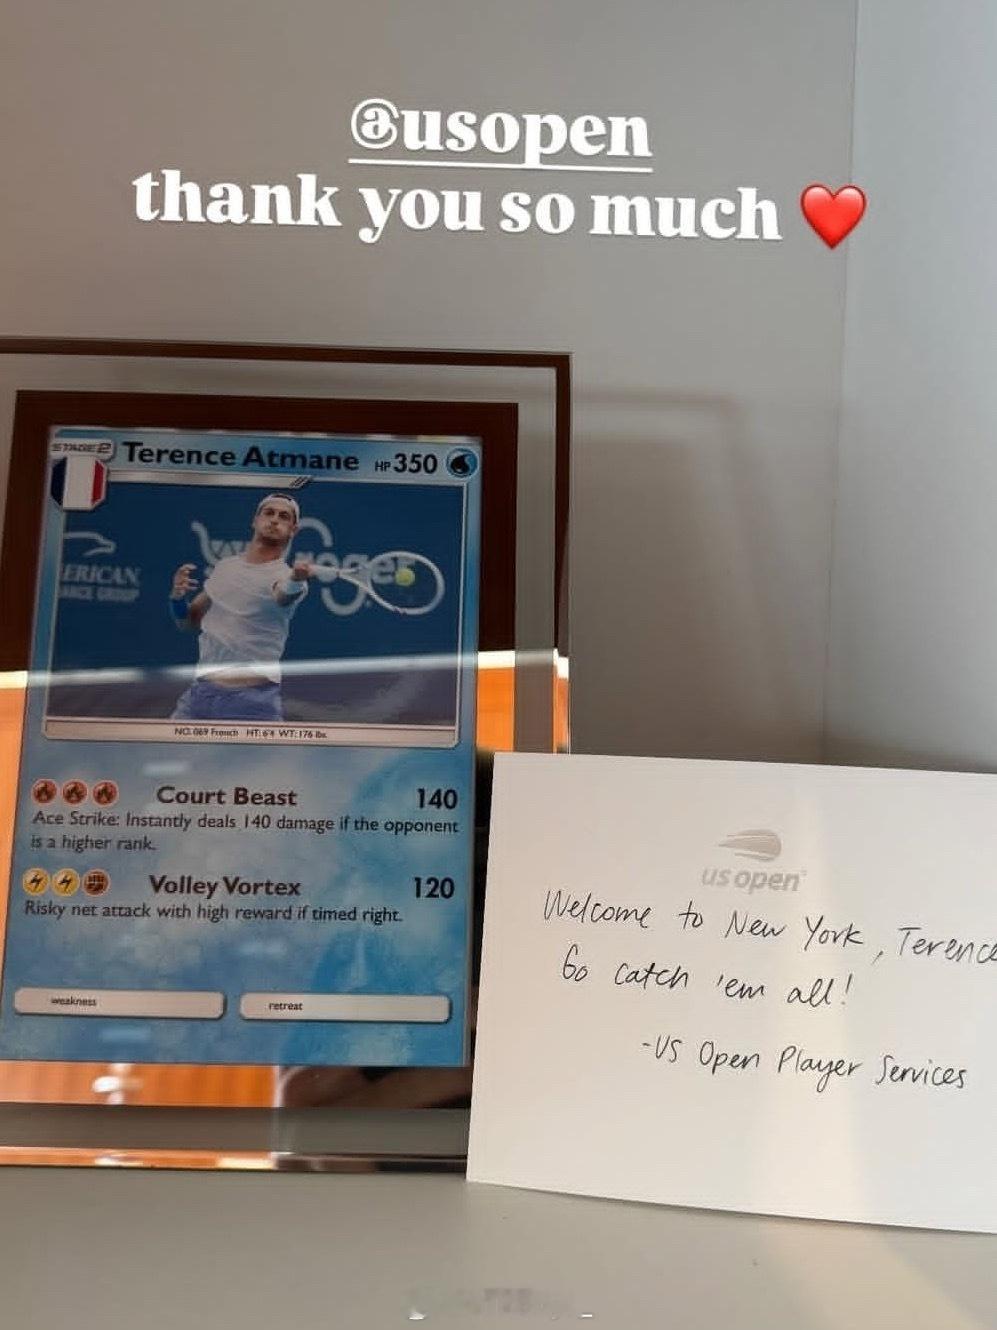 @usopen
thank you so much ❤️
STAGE 2
Terence Atmane HP 350
ERICAN
NO. 069 French HT: 6'4 WT: 176 lbs.
Court Beast 140
Ace Strike: Instantly deals 140 damage if the opponent
is a higher rank.
Volley Vortex 120
Risky net attack with high reward if timed right.
weakness
retreat
us open
Welcome to New York, Terence
Go catch 'em all!
-US Open Player Services